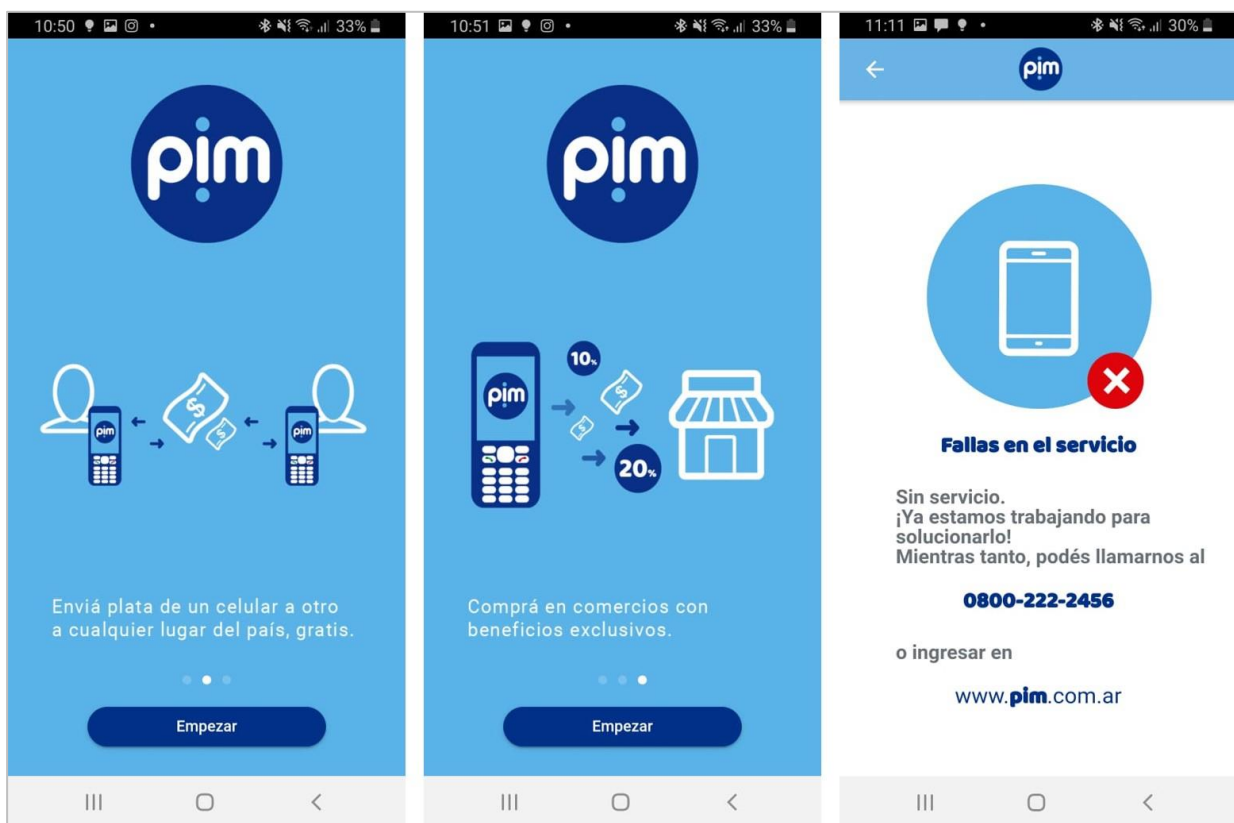 10:50
33%
pim
$
$
pim
pim
Enviá plata de un celular a otro
a cualquier lugar del país, gratis.
Empezar
10:51
33%
pim
10%
pim
$
$
20%
Comprá en comercios con
beneficios exclusivos.
Empezar
11:11
30%
pim
Fallas en el servicio
Sin servicio.
¡Ya estamos trabajando para
solucionarlo!
Mientras tanto, podés llamarnos al
0800-222-2456
o ingresar en
www.pim.com.ar